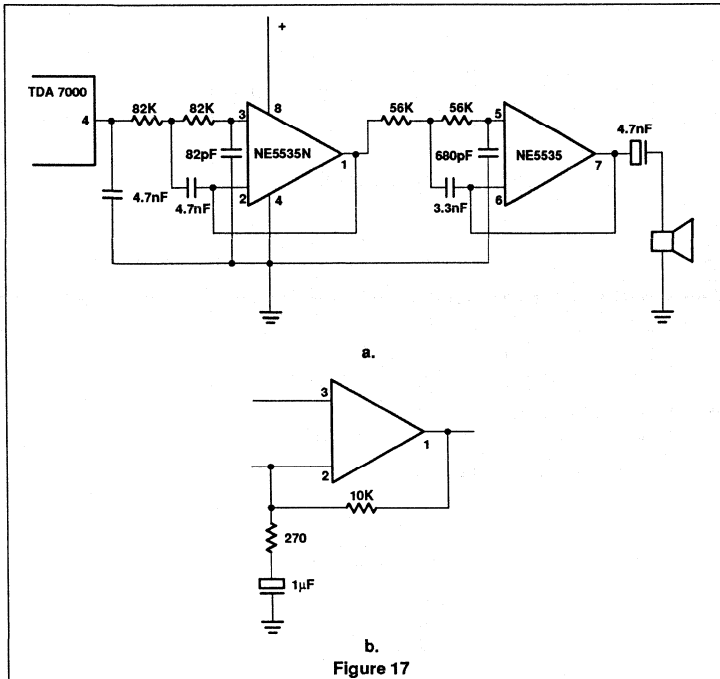 +
TDA 7000
4
82K
82K
3
8
82pF
NE5535N
1
2
4
4.7nF
4.7nF
56K
56K
5
680pF
NE5535
7
6
3.3nF
4.7nF
a.
3
1
2
10K
270
1µF
b.
Figure 17